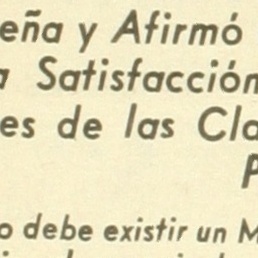 eña y Afirmó
a Satisfacción
es de las Cla
P
o debe existir un M